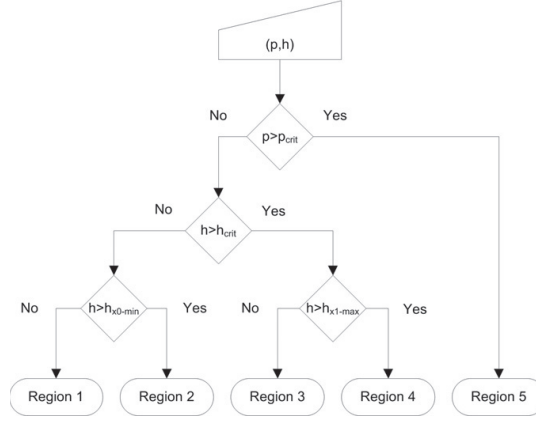 (p,h)
No
Yes
p>pcrit
No
Yes
h>hcrit
No
h>hx0-min
Yes
No
h>hx1-max
Yes
Region 1
Region 2
Region 3
Region 4
Region 5